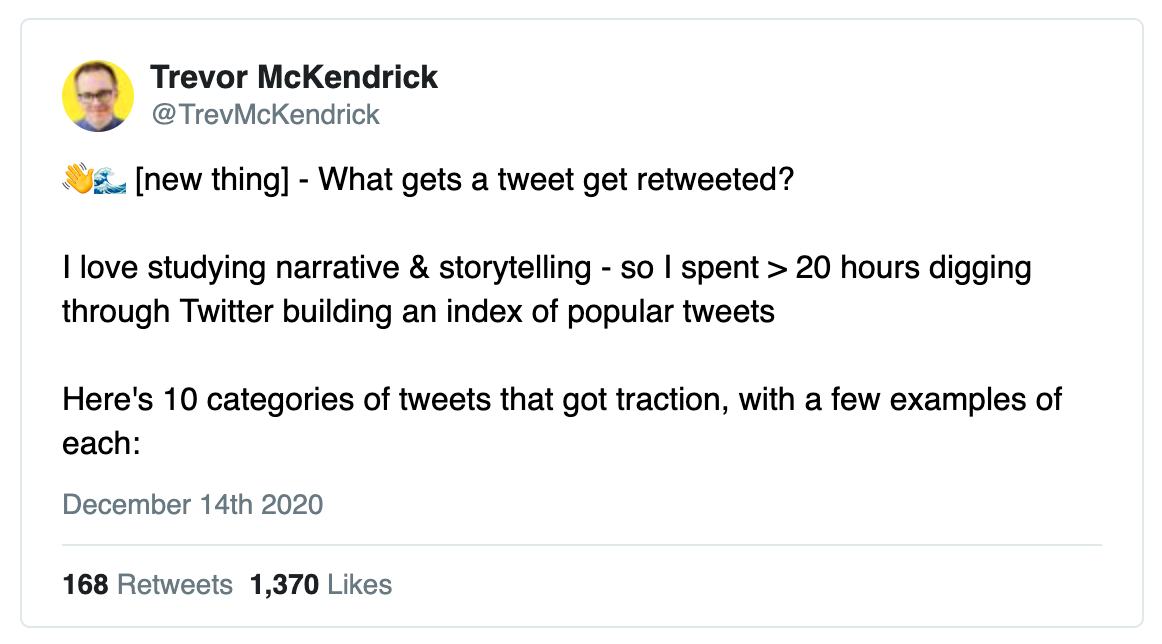 Trevor McKendrick
@TrevMcKendrick
👋🌊 [new thing] - What gets a tweet get retweeted?
I love studying narrative & storytelling - so I spent > 20 hours digging
through Twitter building an index of popular tweets
Here's 10 categories of tweets that got traction, with a few examples of
each:
December 14th 2020
168 Retweets 1,370 Likes